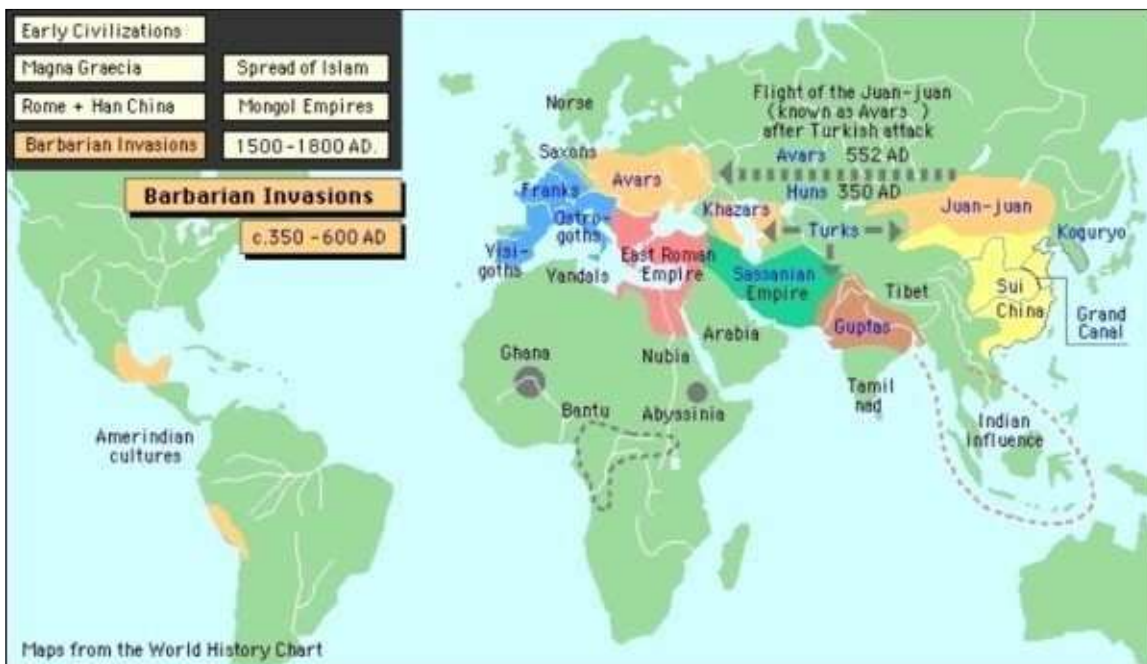 Early Civilizations
Magna Graecia
Spread of Islam
Rome + Han China
Mongol Empires
Barbarian Invasions
1500-1800 AD.
Barbarian Invasions
c.350 -600 AD
Norse
Saxons
Franks
Avars
Ostro-
goths
Visi-
goths
Vandals
East Roman
Empire
Khazars
Flight of the Juan-juan
(known as Avars )
after Turkish attack
Avars 552 AD
Huns 350 AD
Turks
Juan-juan
Koguryo
Sassanian
Empire
Tibet
Sui
China
Grand
Canal
Guptas
Arabia
Nubia
Ghana
Bantu
Abyssinia
Tamil
nad
Indian
influence
Amerindian
cultures
Maps from the World History Chart